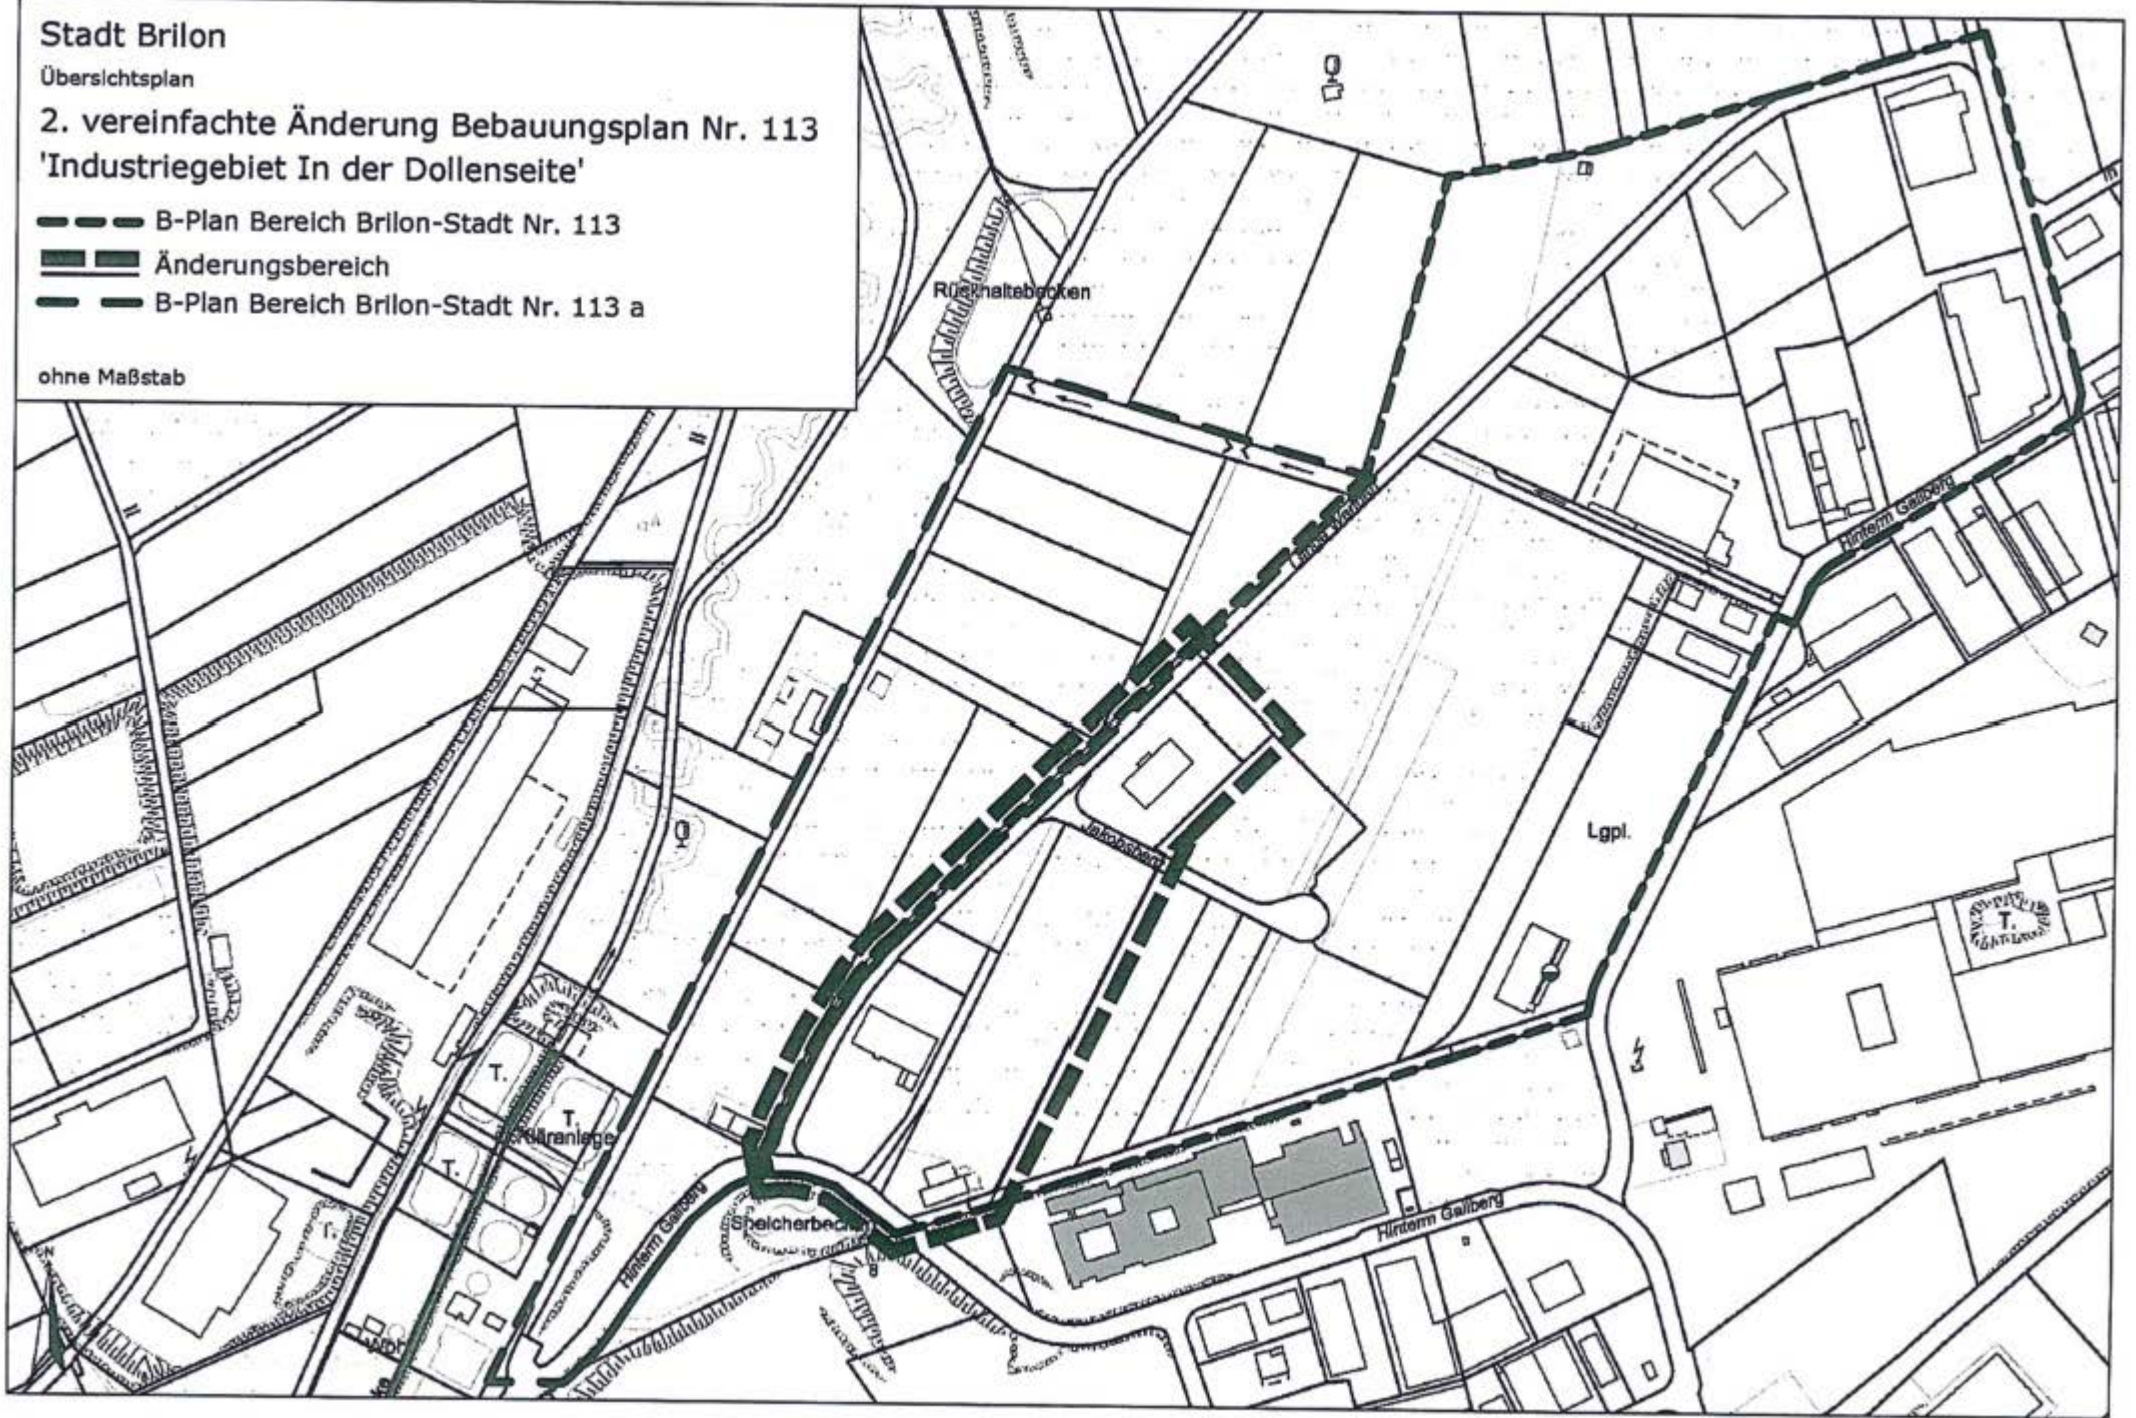 Stadt Brilon
Übersichtsplan
2. vereinfachte Änderung Bebauungsplan Nr. 113
'Industriegebiet In der Dollenseite'
B-Plan Bereich Brilon-Stadt Nr. 113
Änderungsbereich
B-Plan Bereich Brilon-Stadt Nr. 113 a
ohne Maßstab
Rückhaltebecken
Hinterm Gallberg
Jakobsberg
Lgpl.
T.
T.
T.
Kläranlage
T.
T.
Hinterm Gallberg
Speicherbecken
Hinterm Gallberg